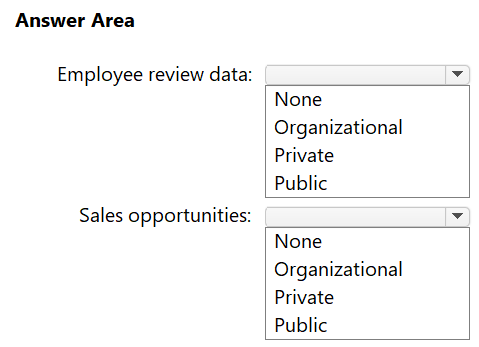 Answer Area
Employee review data:
None
Organizational
Private
Public
Sales opportunities:
None
Organizational
Private
Public